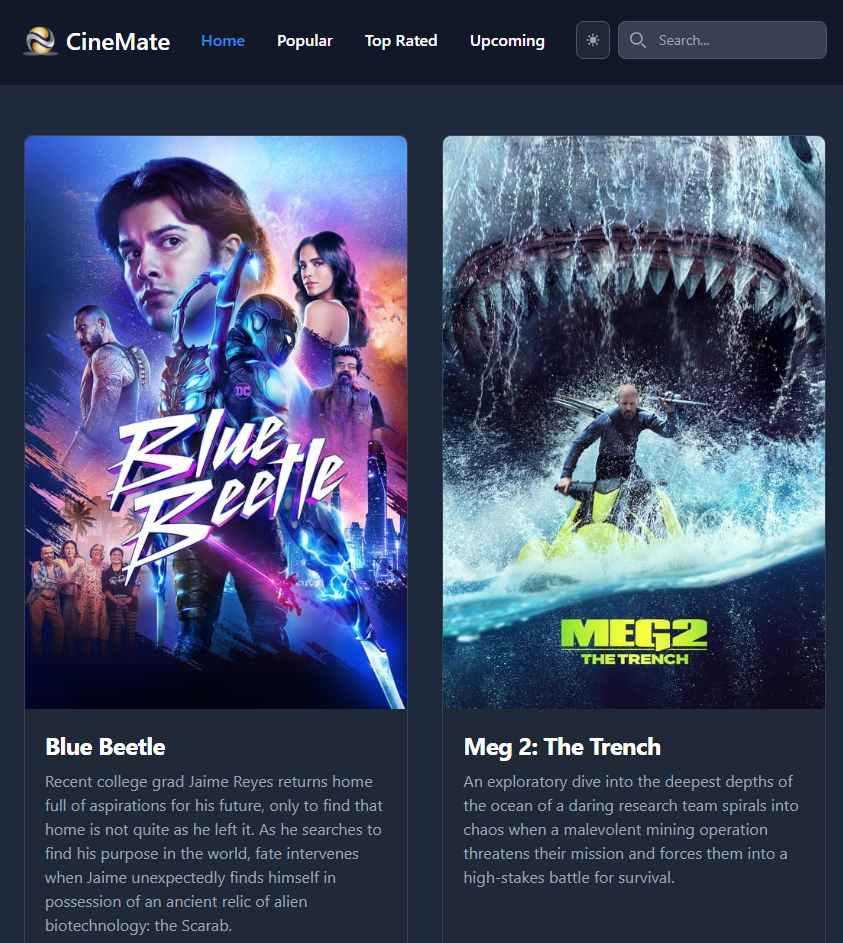 CineMate
Home
Popular
Top Rated
Upcoming
Search...
DC
Blue
Beetle
MEG2
THE TRENCH
Blue Beetle
Recent college grad Jaime Reyes returns home
full of aspirations for his future, only to find that
home is not quite as he left it. As he searches to
find his purpose in the world, fate intervenes
when Jaime unexpectedly finds himself in
possession of an ancient relic of alien
biotechnology: the Scarab.
Meg 2: The Trench
An exploratory dive into the deepest depths of
the ocean of a daring research team spirals into
chaos when a malevolent mining operation
threatens their mission and forces them into a
high-stakes battle for survival.